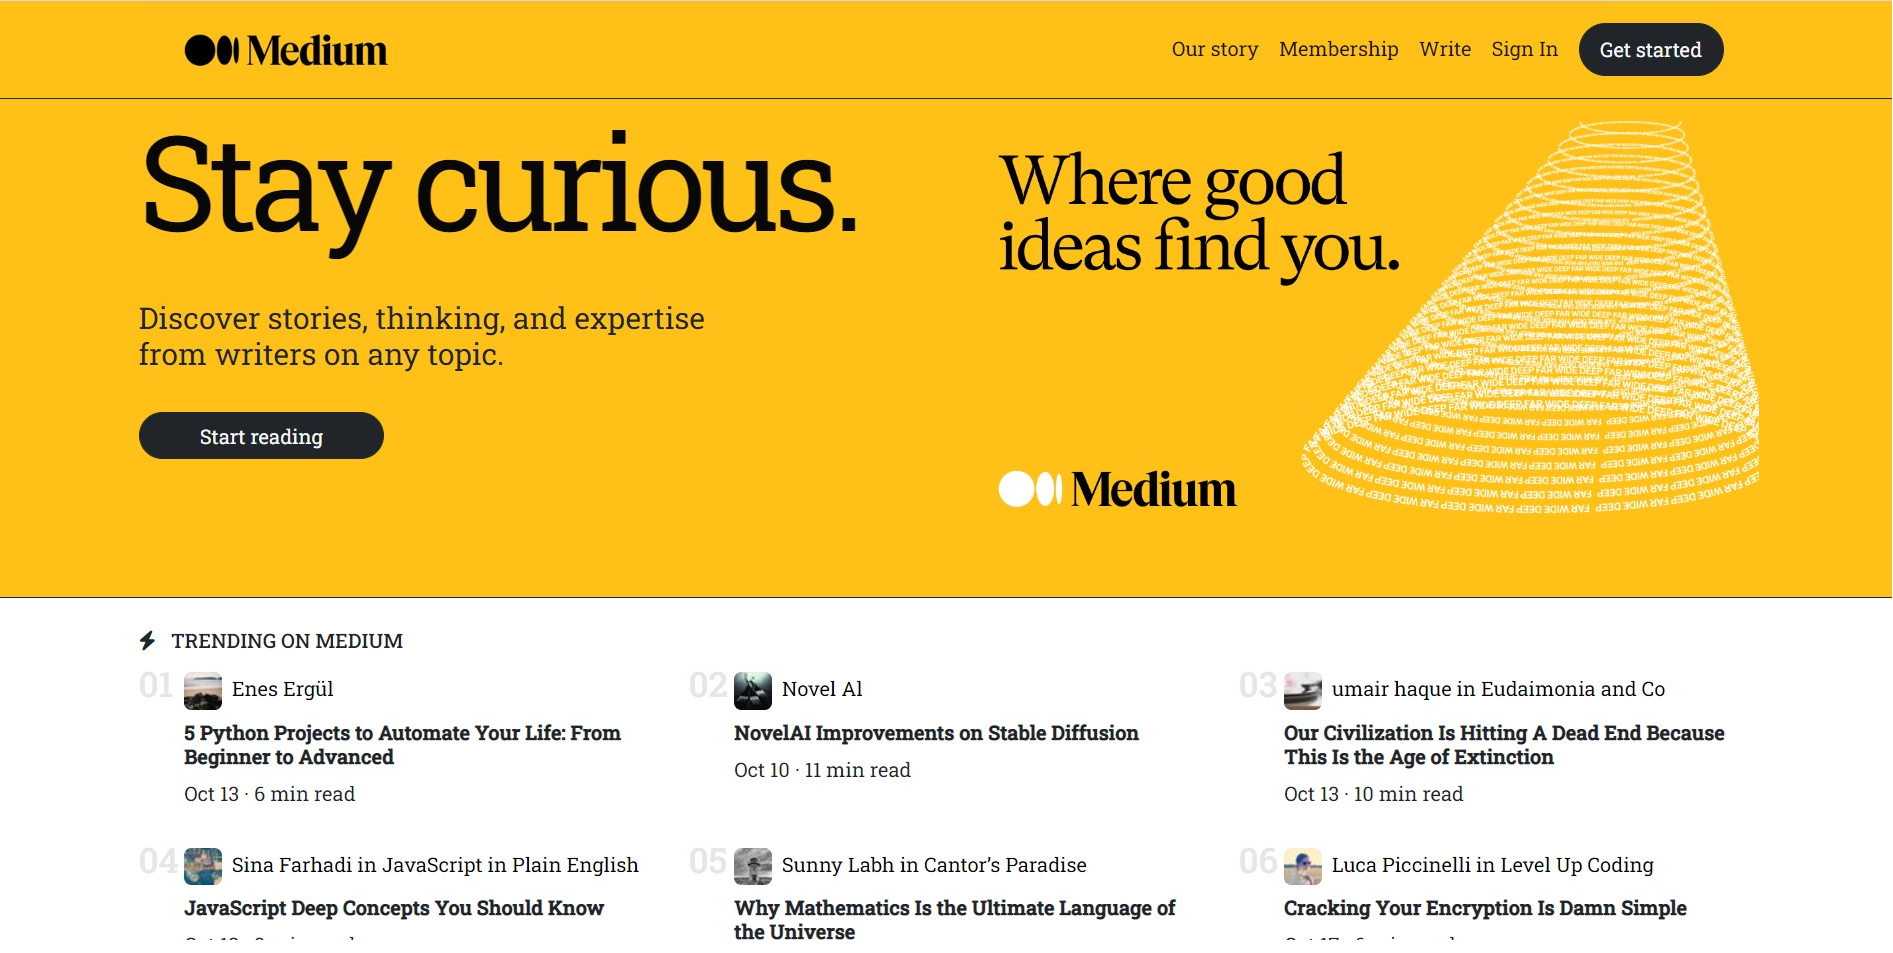 Medium
Our story Membership Write Sign In Get started
Stay curious.
Discover stories, thinking, and expertise
from writers on any topic.
Start reading
Where good
ideas find you.
Medium
TRENDING ON MEDIUM
01 Enes Ergül
5 Python Projects to Automate Your Life: From
Beginner to Advanced
Oct 13 · 6 min read
02 Novel Al
NovelAI Improvements on Stable Diffusion
Oct 10 · 11 min read
03 umair haque in Eudaimonia and Co
Our Civilization Is Hitting A Dead End Because
This Is the Age of Extinction
Oct 13 · 10 min read
04 Sina Farhadi in JavaScript in Plain English
JavaScript Deep Concepts You Should Know
05 Sunny Labh in Cantor’s Paradise
Why Mathematics Is the Ultimate Language of
the Universe
06 Luca Piccinelli in Level Up Coding
Cracking Your Encryption Is Damn Simple